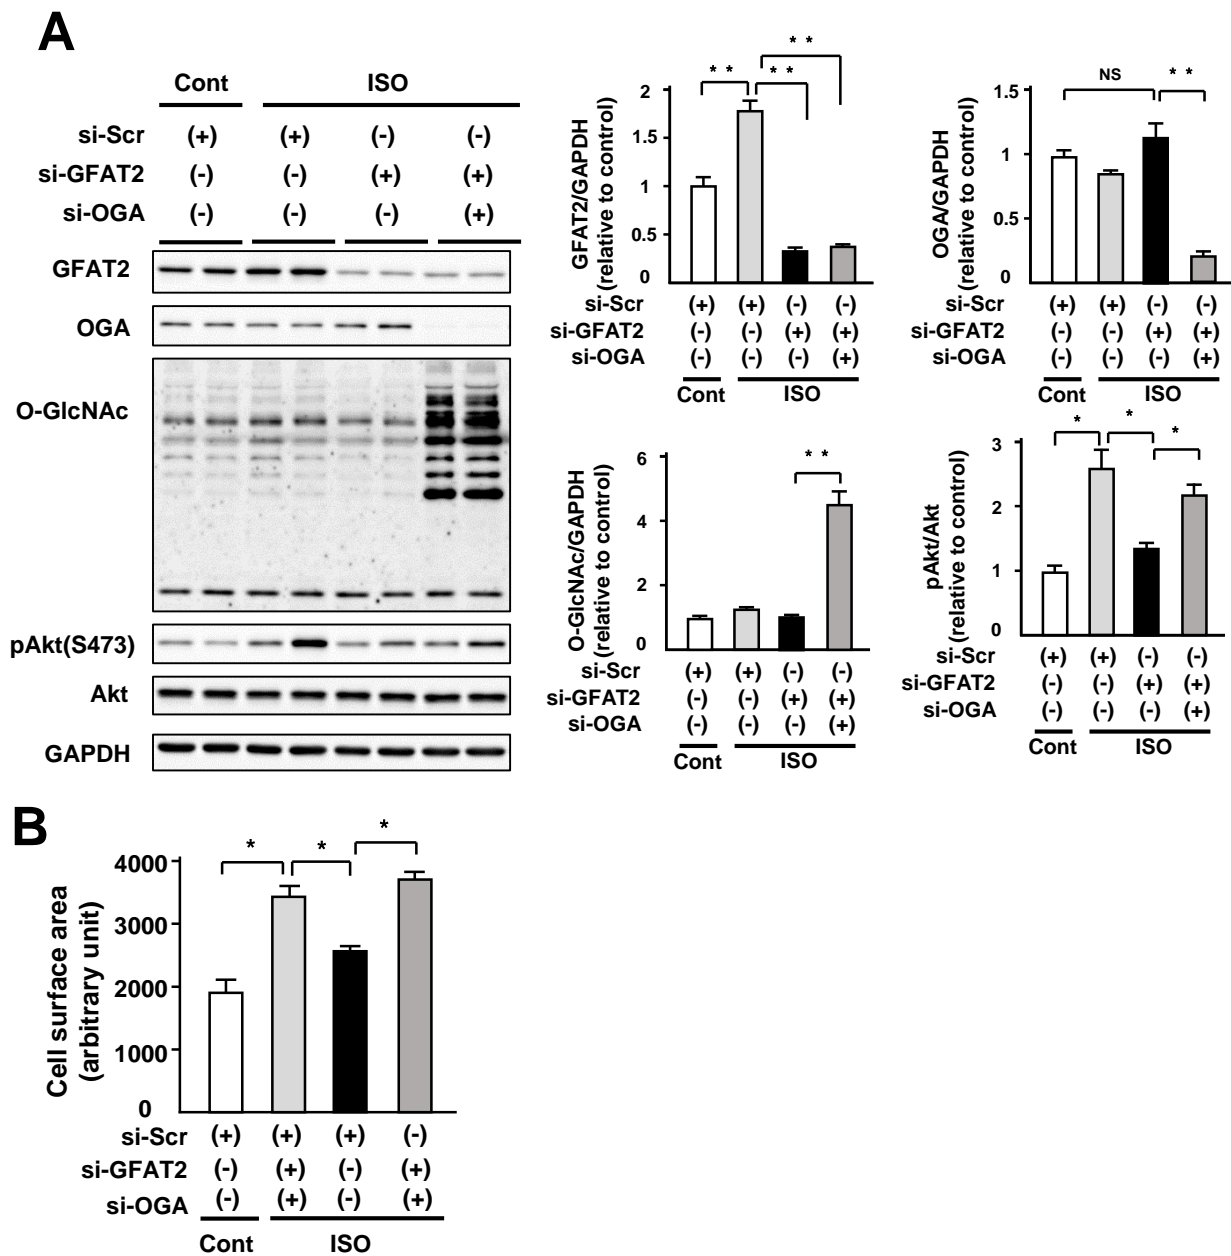 A
Cont ISO
si-Scr (+) (+) (-) (-)
si-GFAT2 (-) (-) (+) (+)
si-OGA (-) (-) (-) (+)
GFAT2
OGA
O-GlcNAc
pAkt(S473)
Akt
GAPDH
GFAT2/GAPDH
(relative to control)
2
1.5
1
0.5
0
* *
* *
* *
si-Scr (+) (+) (-) (-)
si-GFAT2 (-) (-) (+) (+)
si-OGA (-) (-) (-) (+)
Cont ISO
OGA/GAPDH
(relative to control)
1.5
1
0.5
0
NS
* *
si-Scr (+) (+) (-) (-)
si-GFAT2 (-) (-) (+) (+)
si-OGA (-) (-) (-) (+)
Cont ISO
O-GlcNAc/GAPDH
(relative to control)
6
4
2
0
* *
si-Scr (+) (+) (-) (-)
si-GFAT2 (-) (-) (+) (+)
si-OGA (-) (-) (-) (+)
Cont ISO
pAkt/Akt
(relative to control)
3
2
1
0
*
*
*
si-Scr (+) (+) (-) (-)
si-GFAT2 (-) (-) (+) (+)
si-OGA (-) (-) (-) (+)
Cont ISO
B
Cell surface area
(arbitrary unit)
4000
3000
2000
1000
0
*
*
*
si-Scr (+) (+) (+) (-)
si-GFAT2 (-) (+) (-) (+)
si-OGA (-) (+) (-) (+)
Cont ISO